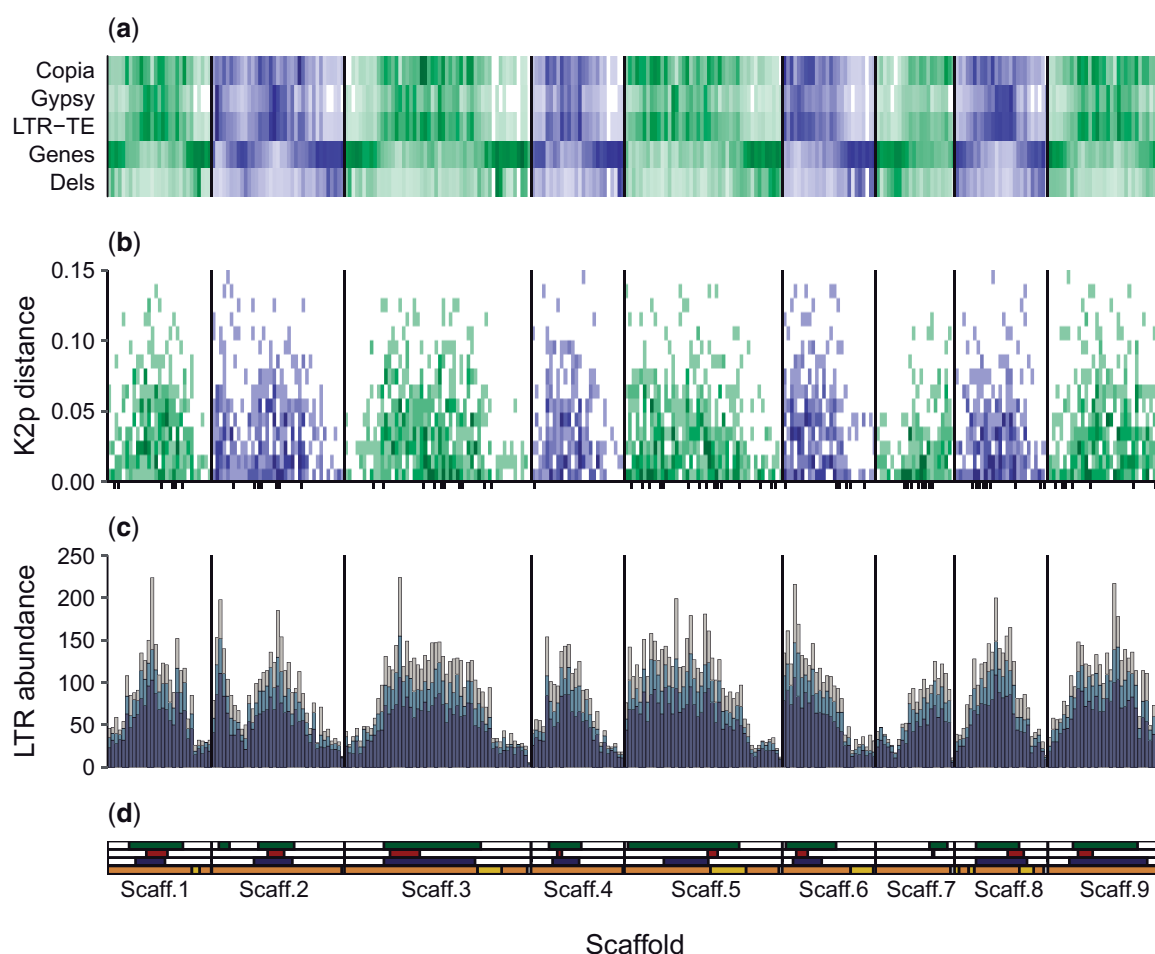 (a)
Copia
Gypsy
LTR−TE
Genes
Dels
(b)
K2p distance
0.15
0.10
0.05
0.00
(c)
LTR abundance
250
200
150
100
50
0
(d)
Scaff.1 Scaff.2 Scaff.3 Scaff.4 Scaff.5 Scaff.6 Scaff.7 Scaff.8 Scaff.9
Scaffold